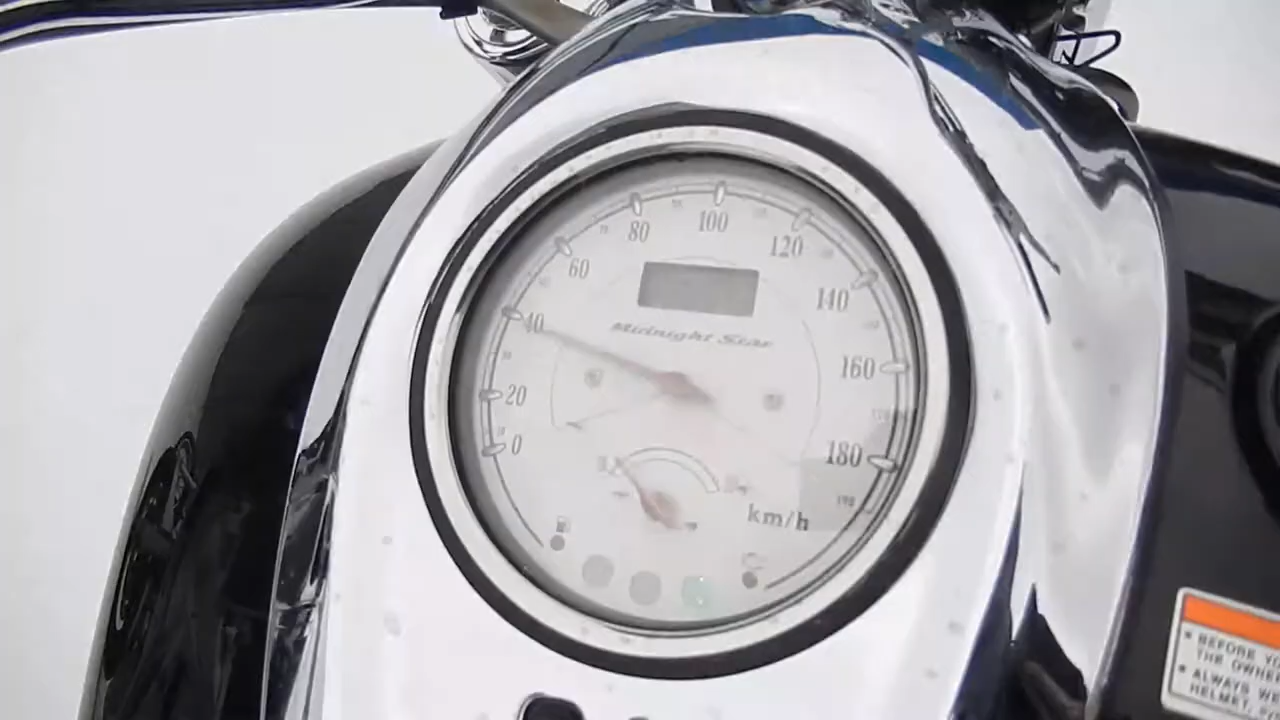 100
80
120
60
140
40
Midnight Star
160
20
180
0
km/h
BEFORE YO
THE OWNER
ALWAYS WE
HELMET,